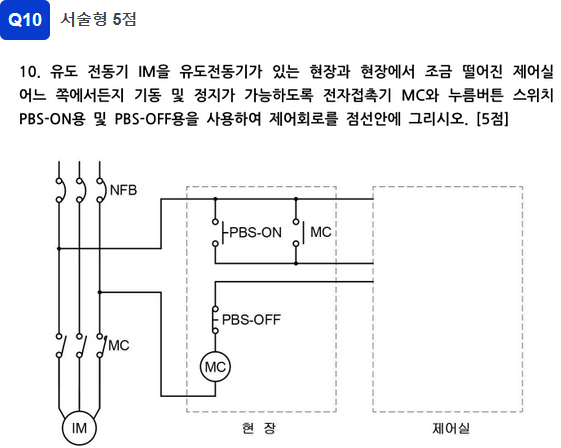 Q10 서술형 5점
10. 유도 전동기 IM을 유도전동기가 있는 현장과 현장에서 조금 떨어진 제어실
어느 쪽에서든지 기동 및 정지가 가능하도록 전자접촉기 MC와 누름버튼 스위치
PBS-ON용 및 PBS-OFF용을 사용하여 제어회로를 점선안에 그리시오. [5점]
NFB
PBS-ON
MC
PBS-OFF
MC
MC
IM
현 장
제어실